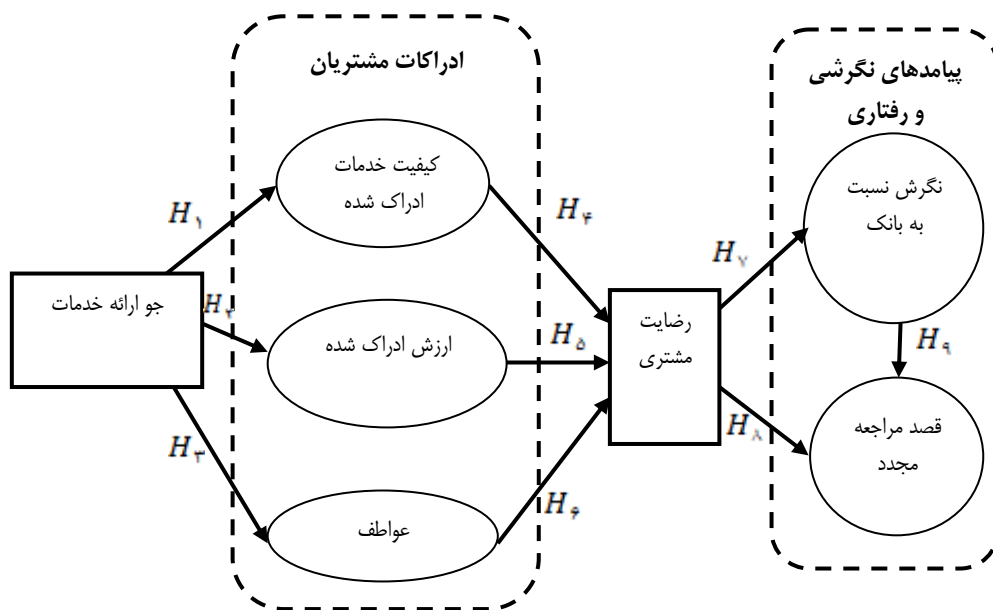 ادراکات مشتریان
پیامدهای نگرشی
و رفتاری
کیفیت خدمات
ادراک شده
نگرش نسبت
به بانک
H۱
H۴
H۷
جو ارائه خدمات
H۲
ارزش ادراک شده
H۵
رضایت
مشتری
H۹
H۳
H۸
قصد مراجعه
مجدد
H۶
عواطف